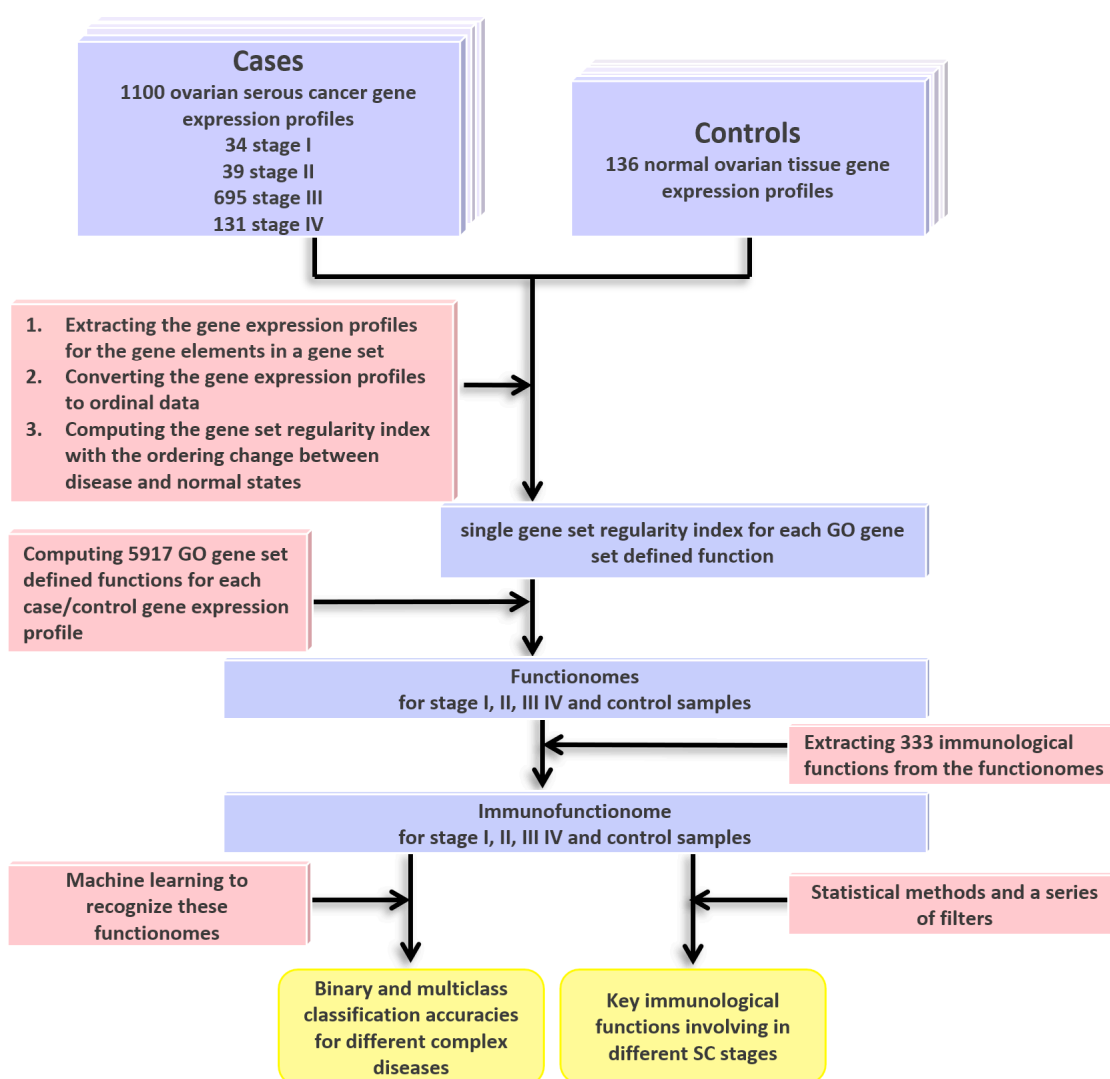 Cases
1100 ovarian serous cancer gene
expression profiles
34 stage I
39 stage II
695 stage III
131 stage IV
Controls
136 normal ovarian tissue gene
expression profiles
1. Extracting the gene expression profiles
for the gene elements in a gene set
2. Converting the gene expression profiles
to ordinal data
3. Computing the gene set regularity index
with the ordering change between
disease and normal states
single gene set regularity index for each GO gene
set defined function
Computing 5917 GO gene set
defined functions for each
case/control gene expression
profile
Functionomes
for stage I, II, III IV and control samples
Extracting 333 immunological
functions from the functionomes
Immunofunctionome
for stage I, II, III IV and control samples
Machine learning to
recognize these
functionomes
Statistical methods and a series
of filters
Binary and multiclass
classification accuracies
for different complex
diseases
Key immunological
functions involving in
different SC stages